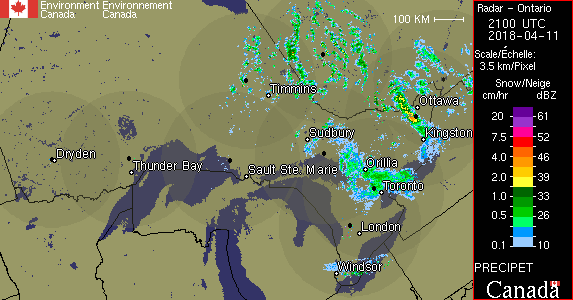 Environment Environnement
Canada Canada
100 KM
Radar - Ontario
2100 UTC
2018-04-11
Scale/Échelle:
3.5 km/Pixel
Snow/Neige
cm/hr dBZ
20 61
7.5 52
4.0 46
2.0 39
1.0 33
0.5 26
0.1 10
PRECIPET
Canada
Timmins
Ottawa
Sudbury
Kingston
Dryden
Thunder Bay
Sault Ste. Marie
Orillia
Toronto
London
Windsor